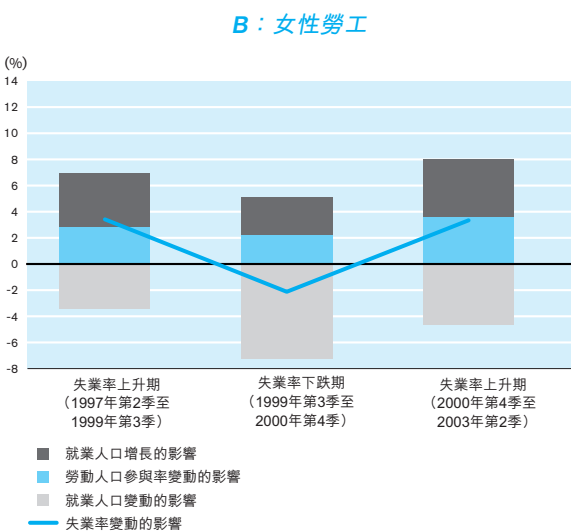 B：女性勞工
(%)
14
12
10
8
6
4
2
0
-2
-4
-6
-8
失業率上升期
（1997年第2季至
1999年第3季）
失業率下跌期
（1999年第3季至
2000年第4季）
失業率上升期
（2000年第4季至
2003年第2季）
就業人口增長的影響
勞動人口參與率變動的影響
就業人口變動的影響
失業率變動的影響